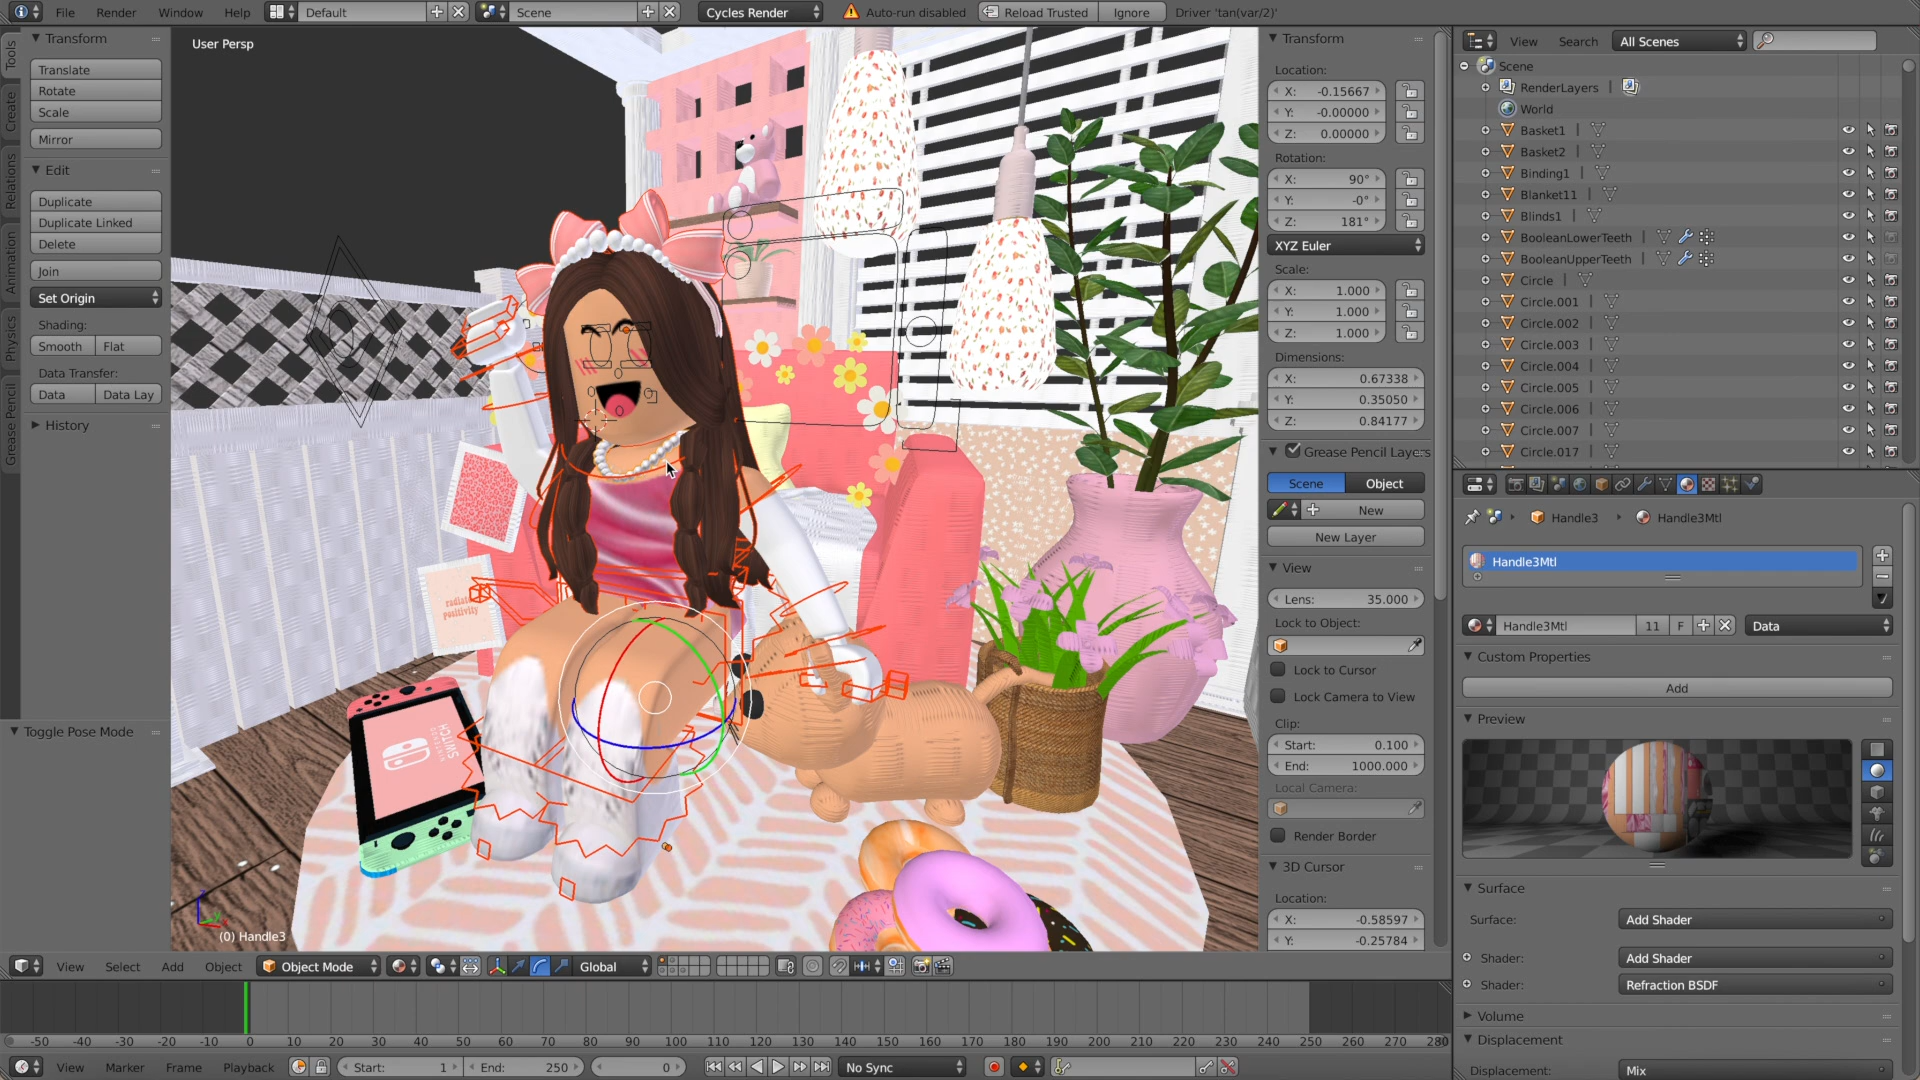 File Render Window Help Default Scene Cycles Render Auto-run disabled Reload Trusted Ignore Driver 'tan(var/2)'
Tools
Create
Relations
Animation
Physics
Grease Pencil
Transform
Translate
Rotate
Scale
Mirror
Edit
Duplicate
Duplicate Linked
Delete
Join
Set Origin
Shading:
Smooth Flat
Data Transfer:
Data Data Lay
History
Toggle Pose Mode
User Persp
radiate
positivity
SWITCH
(0) Handle3
Transform
Location:
X: -0.15667
Y: -0.00000
Z: 0.00000
Rotation:
X: 90°
Y: -0°
Z: 181°
XYZ Euler
Scale:
X: 1.000
Y: 1.000
Z: 1.000
Dimensions:
X: 0.67338
Y: 0.35050
Z: 0.84177
Grease Pencil Layers
Scene Object
New
New Layer
View
Lens: 35.000
Lock to Object:
Lock to Cursor
Lock Camera to View
Clip:
Start: 0.100
End: 1000.000
Local Camera:
Render Border
3D Cursor
Location:
X: -0.58597
Y: -0.25784
View Search All Scenes
Scene
RenderLayers
World
Basket1
Basket2
Binding1
Blanket11
Blinds1
BooleanLowerTeeth
BooleanUpperTeeth
Circle
Circle.001
Circle.002
Circle.003
Circle.004
Circle.005
Circle.006
Circle.007
Circle.017
Handle3 Handle3Mtl
Handle3Mtl
Handle3Mtl 11 F Data
Custom Properties
Add
Preview
Surface
Surface: Add Shader
Shader: Add Shader
Shader: Refraction BSDF
Volume
Displacement
Displacement: Mix
View Select Add Object Object Mode Global
-50 -40 -30 -20 -10 0 10 20 30 40 50 60 70 80 90 100 110 120 130 140 150 160 170 180 190 200 210 220 230 240 250 260 270 280
View Marker Frame Playback Start: 1 End: 250 0 No Sync